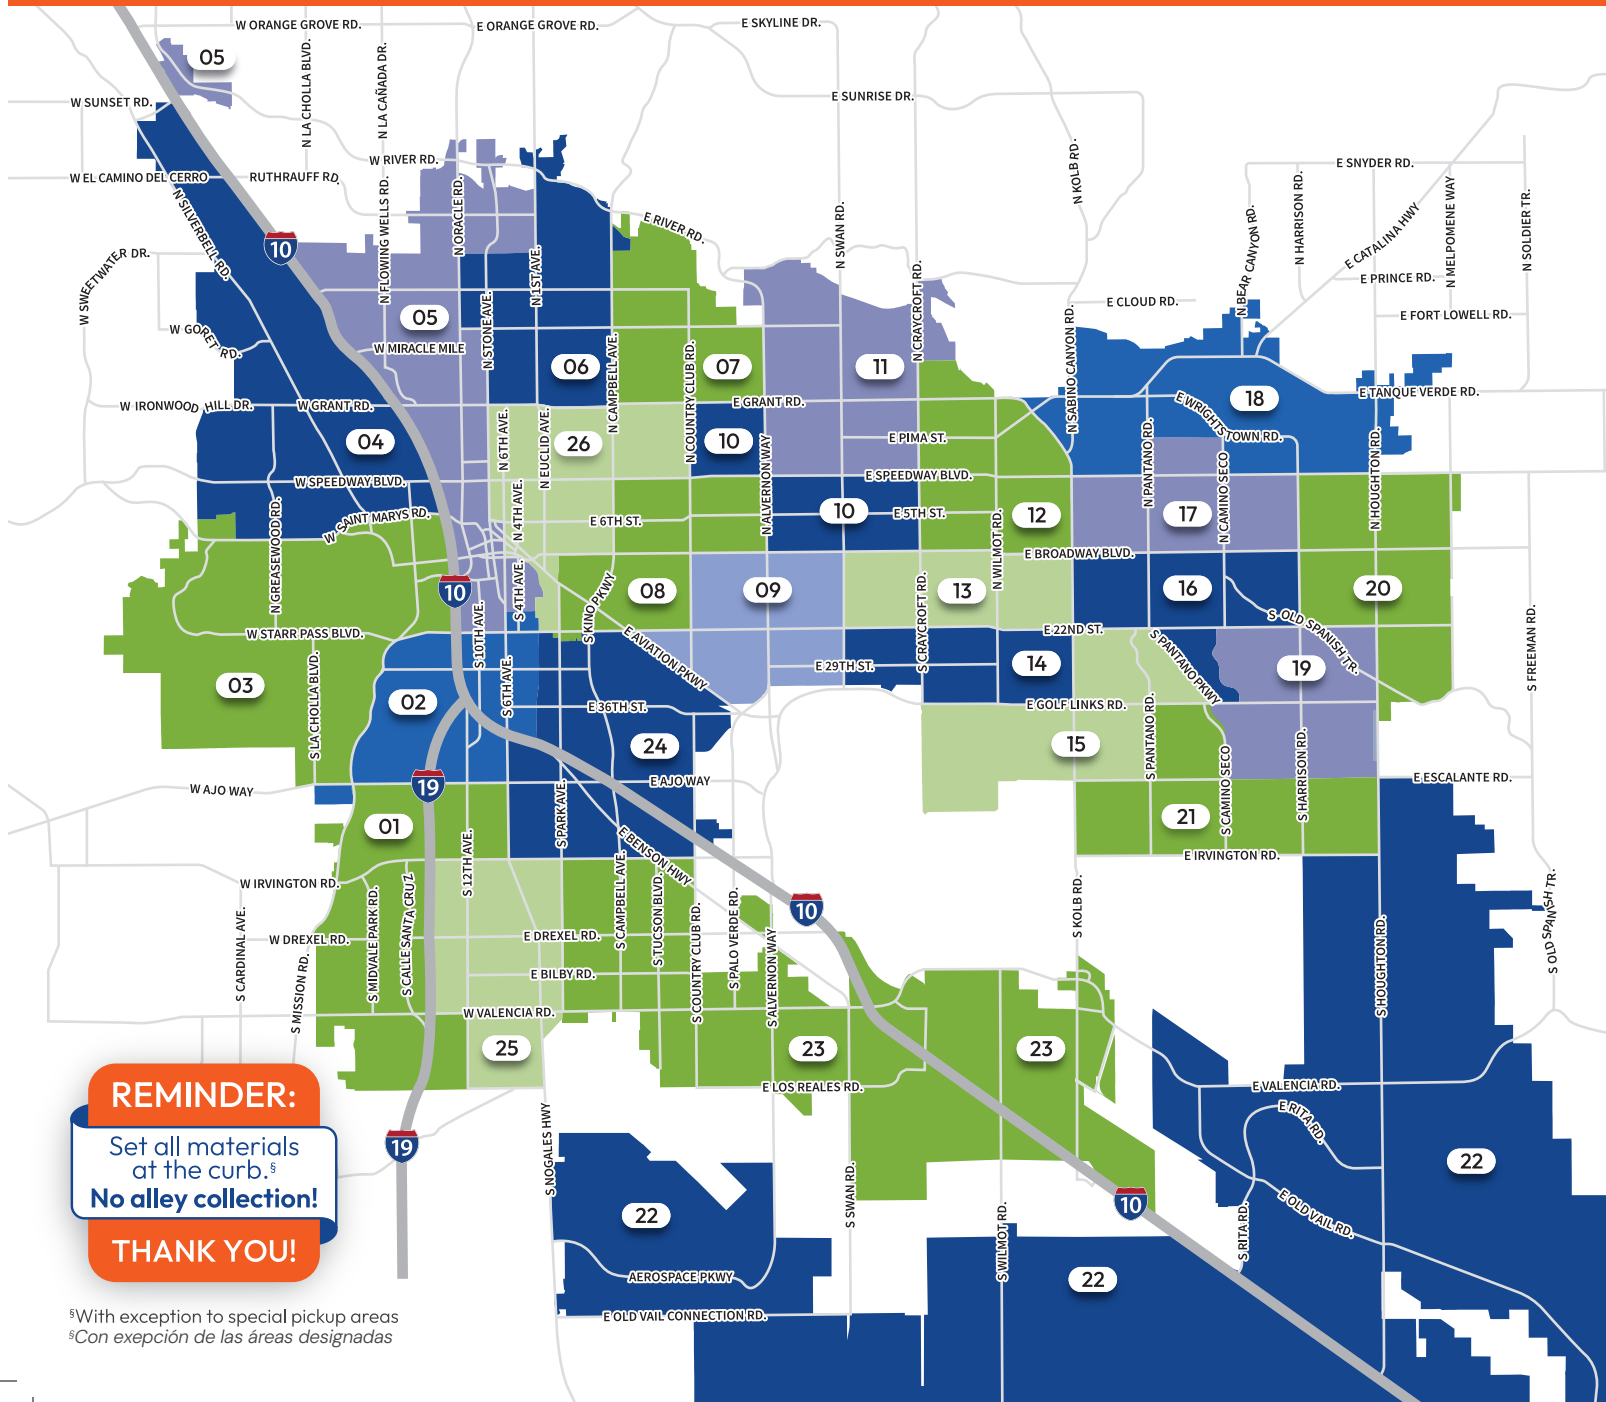 W ORANGE GROVE RD.
E ORANGE GROVE RD.
E SKYLINE DR.
05
N LA CHOLLA BLVD.
N LA CAÑADA DR.
W SUNSET RD.
E SUNRISE DR.
W RIVER RD.
N KOLB RD.
E SNYDER RD.
W EL CAMINO DEL CERRO
RUTHRAUFF RD.
N SILVERBELL RD.
N FLOWING WELLS RD.
N ORACLE RD.
E RIVER RD.
N SWAN RD.
N BEAR CANYON RD.
N HARRISON RD.
E CATALINA HWY
N MELPOMENE WAY
N SOLDIER TR.
10
W SWEETWATER DR.
N STONE AVE.
N 1ST AVE.
N CRAYCROFT RD.
E PRINCE RD.
E CLOUD RD.
E FORT LOWELL RD.
05
W GORET RD.
W MIRACLE MILE
06
N CAMPBELL AVE.
N COUNTRY CLUB RD.
07
11
N SABINO CANYON RD.
18
E TANQUE VERDE RD.
W IRONWOOD HILL DR.
W GRANT RD.
E GRANT RD.
E WRIGHTSTOWN RD.
04
N 6TH AVE.
N EUCLID AVE.
26
10
N ALVERNON WAY
E PIMA ST.
N PANTANO RD.
N CAMINO SECO
N HOUGHTON RD.
W SPEEDWAY BLVD.
E SPEEDWAY BLVD.
N GREASEWOOD RD.
W SAINT MARYS RD.
N 4TH AVE.
E 6TH ST.
10
E 5TH ST.
N WILMOT RD.
12
17
E BROADWAY BLVD.
10
S 4TH AVE.
S KINO PKWY
08
09
13
16
20
W STARR PASS BLVD.
S 10TH AVE.
E AVIATION PKWY
S CRAYCROFT RD.
E 22ND ST.
S OLD SPANISH TR.
S FREEMAN RD.
03
S LA CHOLLA BLVD.
02
S 6TH AVE.
E 29TH ST.
14
S PANTANO PKWY
19
E 36TH ST.
E GOLF LINKS RD.
24
15
S PANTANO RD.
S CAMINO SECO
S HARRISON RD.
W AJO WAY
19
E AJO WAY
E ESCALANTE RD.
01
S 12TH AVE.
S PARK AVE.
E BENSON HWY
21
E IRVINGTON RD.
W IRVINGTON RD.
S CARDINAL AVE.
S MIDVALE PARK RD.
S CALLE SANTA CRUZ
S CAMPBELL AVE.
S TUCSON BLVD.
S COUNTRY CLUB RD.
S PALO VERDE RD.
10
S KOLB RD.
S HOUGHTON RD.
S OLD SPANISH TR.
W DREXEL RD.
E DREXEL RD.
S MISSION RD.
E BILBY RD.
S ALVERNON WAY
W VALENCIA RD.
25
23
23
E LOS REALES RD.
E VALENCIA RD.
REMINDER:
Set all materials
at the curb.§
No alley collection!
THANK YOU!
19
S NOGALES HWY
E RITA RD.
22
22
S SWAN RD.
S WILMOT RD.
10
S RITA RD.
E OLD VAIL RD.
AEROSPACE PKWY
22
E OLD VAIL CONNECTION RD.
§With exception to special pickup areas
§Con exepción de las áreas designadas